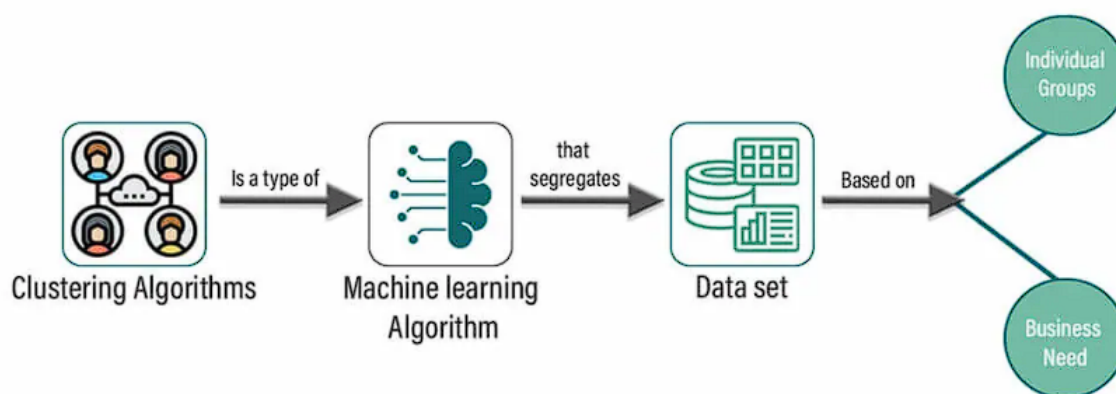 Clustering Algorithms
Is a type of
Machine learning
Algorithm
that
segregates
Data set
Based on
Individual
Groups
Business
Need